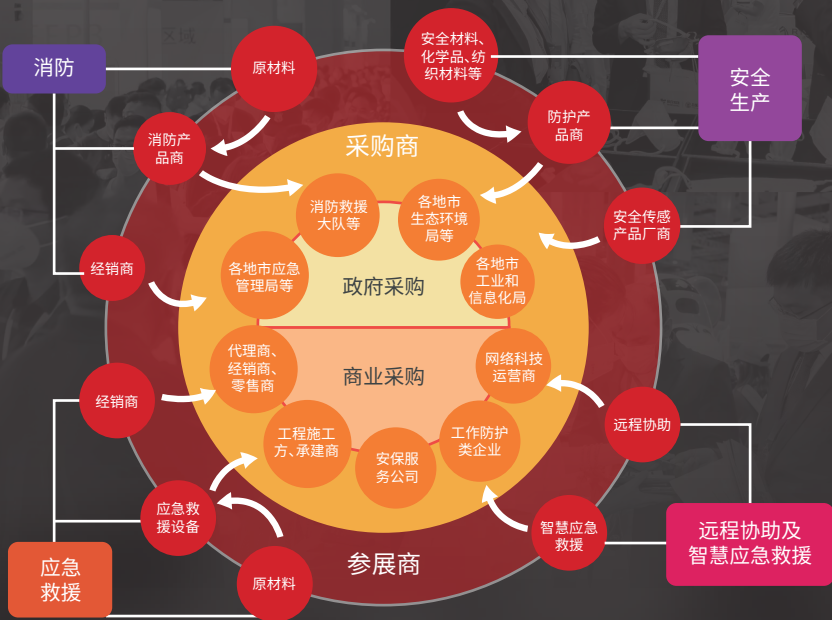 消防
原材料
安全材料、
化学品、纺
织材料等
安全
生产
消防产
品商
防护产
品商
采购商
消防救援
大队等
各地市
生态环境
局等
安全传感
产品厂商
经销商
各地市应急
管理局等
政府采购
各地市
工业和
信息化局
代理商、
经销商、
零售商
商业采购
网络科技
运营商
经销商
远程协助
工程施工
方、承建商
安保服
务公司
工作防护
类企业
应急救
援设备
智慧应急
救援
远程协助及
智慧应急救援
应急
救援
原材料
参展商
区域